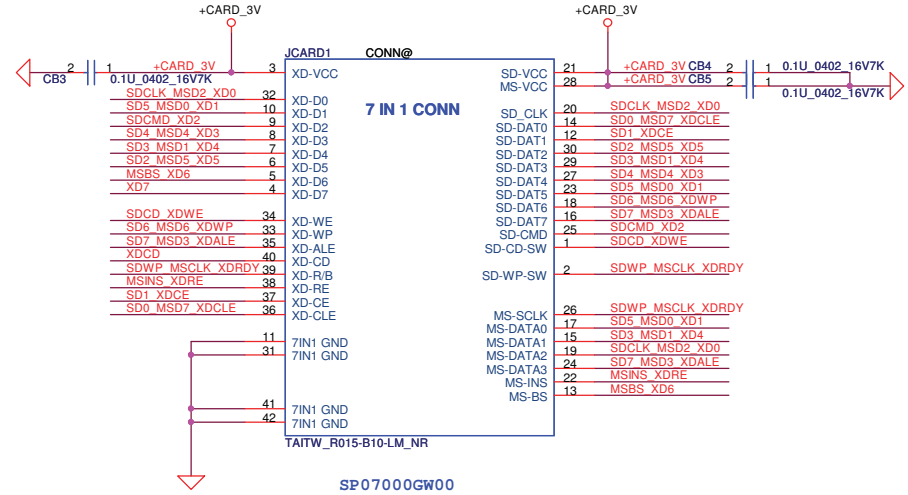 +CARD_3V +CARD_3V
JCARD1 CONN@
CB3 2 1 +CARD_3V 3 XD-VCC SD-VCC 21 +CARD_3V CB4 2 1 0.1U_0402_16V7K
0.1U_0402_16V7K MS-VCC 28 +CARD_3V CB5 2 1 0.1U_0402_16V7K
7 IN 1 CONN
SDCLK_MSD2_XD0 32 XD-D0
SD5_MSD0_XD1 10 XD-D1
SDCMD_XD2 9 XD-D2
SD4_MSD4_XD3 8 XD-D3
SD3_MSD1_XD4 7 XD-D4
SD2_MSD5_XD5 6 XD-D5
MSBS_XD6 5 XD-D6
XD7 4 XD-D7
SDCD_XDWE 34 XD-WE
SD6_MSD6_XDWP 33 XD-WP
SD7_MSD3_XDALE 35 XD-ALE
XDCD 40 XD-CD
SDWP_MSCLK_XDRDY 39 XD-R/B
MSINS_XDRE 38 XD-RE
SD1_XDCE 37 XD-CE
SD0_MSD7_XDCLE 36 XD-CLE
11 7IN1 GND
31 7IN1 GND
41 7IN1 GND
42 7IN1 GND
SD_CLK 20 SDCLK_MSD2_XD0
SD-DAT0 14 SD0_MSD7_XDCLE
SD-DAT1 12 SD1_XDCE
SD-DAT2 30 SD2_MSD5_XD5
SD-DAT3 29 SD3_MSD1_XD4
SD-DAT4 27 SD4_MSD4_XD3
SD-DAT5 23 SD5_MSD0_XD1
SD-DAT6 18 SD6_MSD6_XDWP
SD-DAT7 16 SD7_MSD3_XDALE
SD-CMD 25 SDCMD_XD2
SD-CD-SW 1 SDCD_XDWE
SD-WP-SW 2 SDWP_MSCLK_XDRDY
MS-SCLK 26 SDWP_MSCLK_XDRDY
MS-DATA0 17 SD5_MSD0_XD1
MS-DATA1 15 SD3_MSD1_XD4
MS-DATA2 19 SDCLK_MSD2_XD0
MS-DATA3 24 SD7_MSD3_XDALE
MS-INS 22 MSINS_XDRE
MS-BS 13 MSBS_XD6
TAITW_R015-B10-LM_NR
SP07000GW00